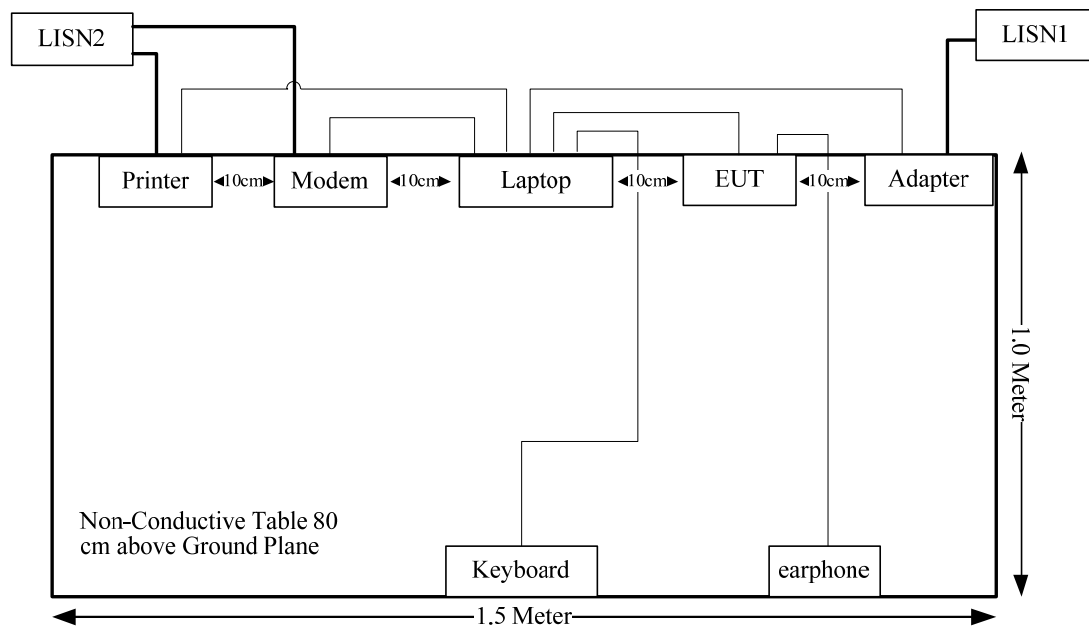 LISN2
LISN1
Printer
10cm
Modem
10cm
Laptop
10cm
EUT
10cm
Adapter
1.0 Meter
Non-Conductive Table 80
cm above Ground Plane
Keyboard
earphone
1.5 Meter